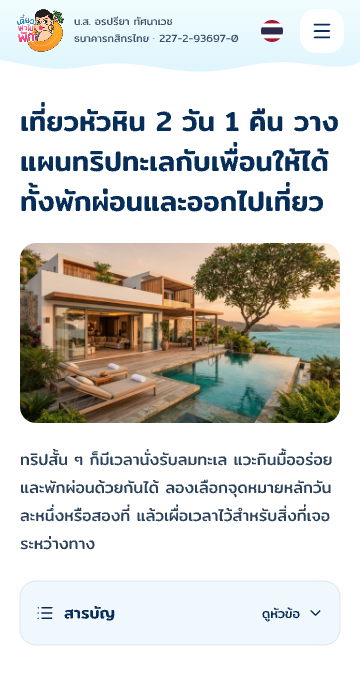 เที่ยว
พาไป
พัก
น.ส. อรปรียา ทัศนาเวช
ธนาคารกสิกรไทย · 227-2-93697-0
เที่ยวหัวหิน 2 วัน 1 คืน วาง
แผนทริปทะเลกับเพื่อนให้ได้
ทั้งพักผ่อนและออกไปเที่ยว
ทริปสั้น ๆ ก็มีเวลานั่งรับลมทะเล แวะกินมื้ออร่อย
และพักผ่อนด้วยกันได้ ลองเลือกจุดหมายหลักวัน
ละหนึ่งหรือสองที่ แล้วเผื่อเวลาไว้สำหรับสิ่งที่เจอ
ระหว่างทาง
สารบัญ
ดูหัวข้อ